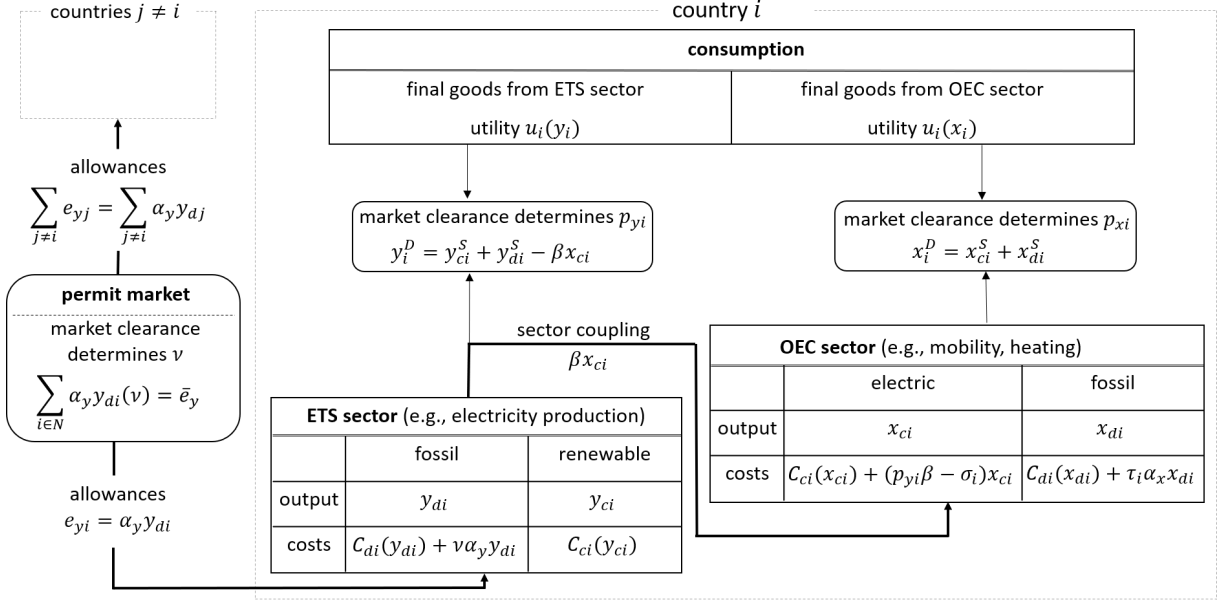 countries j ≠ i
allowances
∑_{j≠i} e_{yj} = ∑_{j≠i} α_y y_{dj}
permit market
market clearance
determines ν
∑_{i∈N} α_y y_{di}(ν) = ē_y
allowances
e_{yi} = α_y y_{di}
country i
consumption
final goods from ETS sector
utility u_i(y_i)
final goods from OEC sector
utility u_i(x_i)
market clearance determines p_{yi}
y_i^D = y_{ci}^S + y_{di}^S − βx_{ci}
market clearance determines p_{xi}
x_i^D = x_{ci}^S + x_{di}^S
sector coupling
βx_{ci}
ETS sector (e.g., electricity production)
fossil renewable
output y_{di} y_{ci}
costs C_{di}(y_{di}) + να_y y_{di} C_{ci}(y_{ci})
OEC sector (e.g., mobility, heating)
electric fossil
output x_{ci} x_{di}
costs C_{ci}(x_{ci}) + (p_{yi}β − σ_i)x_{ci} C_{di}(x_{di}) + τ_i α_x x_{di}